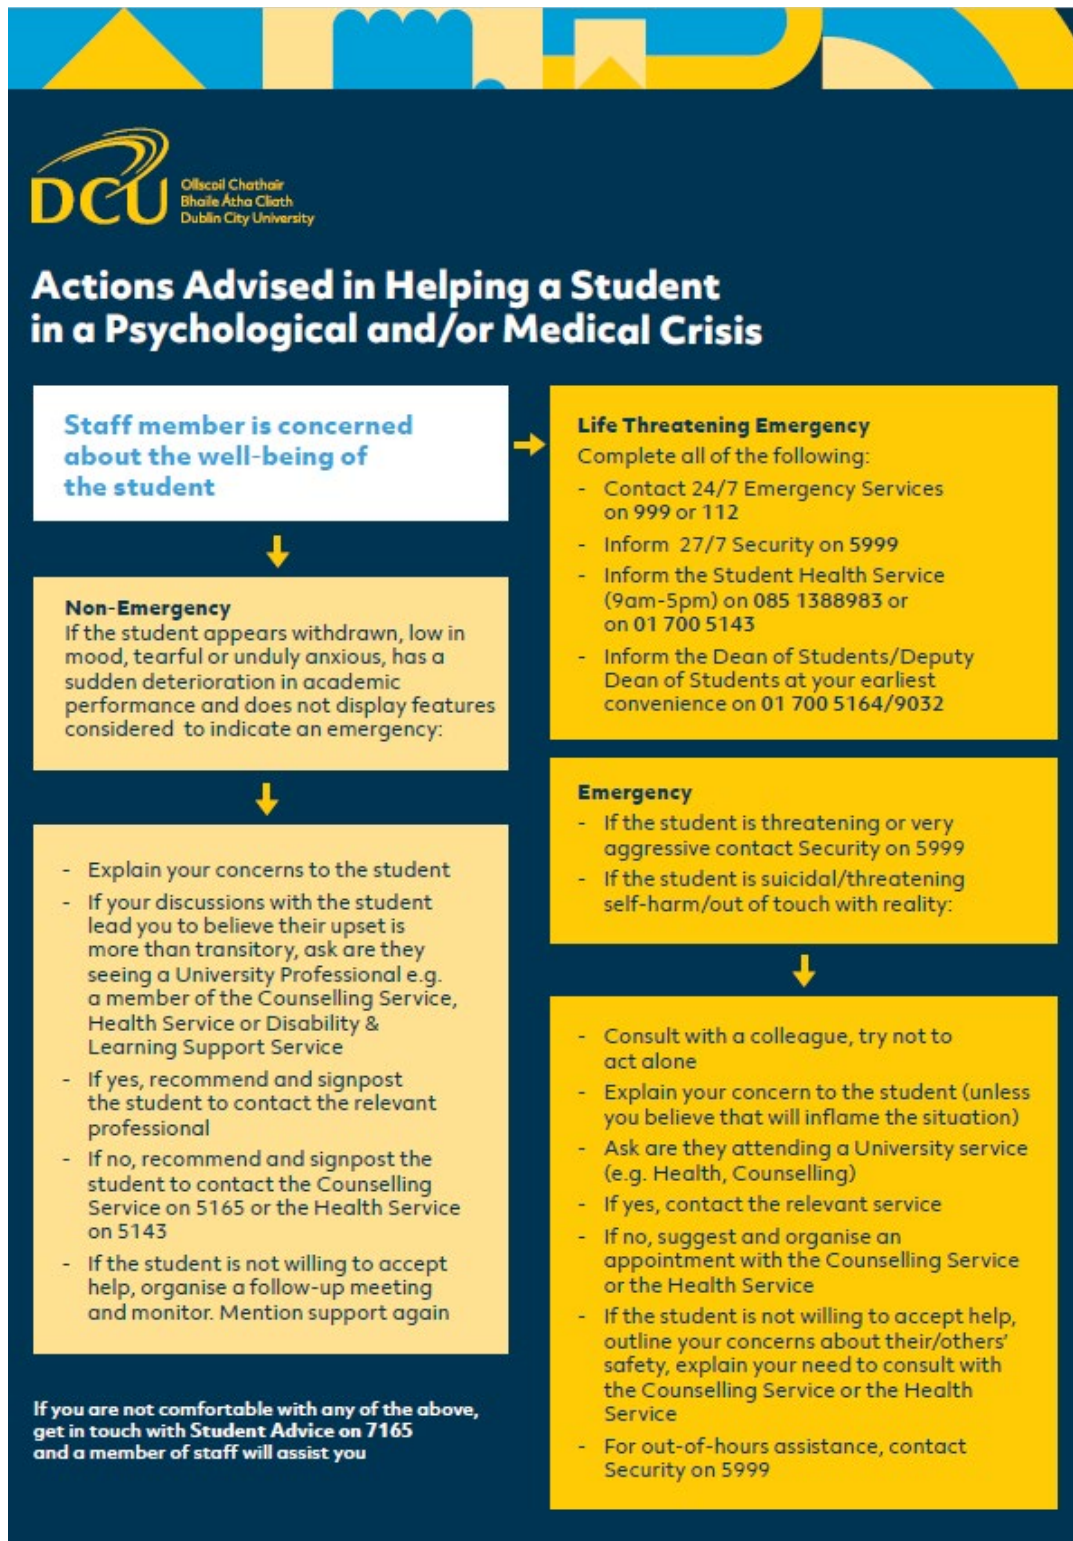 DCU
Ollscoil Chathair
Bhaile Átha Cliath
Dublin City University
Actions Advised in Helping a Student
in a Psychological and/or Medical Crisis
Staff member is concerned
about the well-being of
the student
Non-Emergency
If the student appears withdrawn, low in
mood, tearful or unduly anxious, has a
sudden deterioration in academic
performance and does not display features
considered to indicate an emergency:
- Explain your concerns to the student
- If your discussions with the student
lead you to believe their upset is
more than transitory, ask are they
seeing a University Professional e.g.
a member of the Counselling Service,
Health Service or Disability &
Learning Support Service
- If yes, recommend and signpost
the student to contact the relevant
professional
- If no, recommend and signpost the
student to contact the Counselling
Service on 5165 or the Health Service
on 5143
- If the student is not willing to accept
help, organise a follow-up meeting
and monitor. Mention support again
If you are not comfortable with any of the above,
get in touch with Student Advice on 7165
and a member of staff will assist you
Life Threatening Emergency
Complete all of the following:
- Contact 24/7 Emergency Services
on 999 or 112
- Inform 27/7 Security on 5999
- Inform the Student Health Service
(9am-5pm) on 085 1388983 or
on 01 700 5143
- Inform the Dean of Students/Deputy
Dean of Students at your earliest
convenience on 01 700 5164/9032
Emergency
- If the student is threatening or very
aggressive contact Security on 5999
- If the student is suicidal/threatening
self-harm/out of touch with reality:
- Consult with a colleague, try not to
act alone
- Explain your concern to the student (unless
you believe that will inflame the situation)
- Ask are they attending a University service
(e.g. Health, Counselling)
- If yes, contact the relevant service
- If no, suggest and organise an
appointment with the Counselling Service
or the Health Service
- If the student is not willing to accept help,
outline your concerns about their/others'
safety, explain your need to consult with
the Counselling Service or the Health
Service
- For out-of-hours assistance, contact
Security on 5999